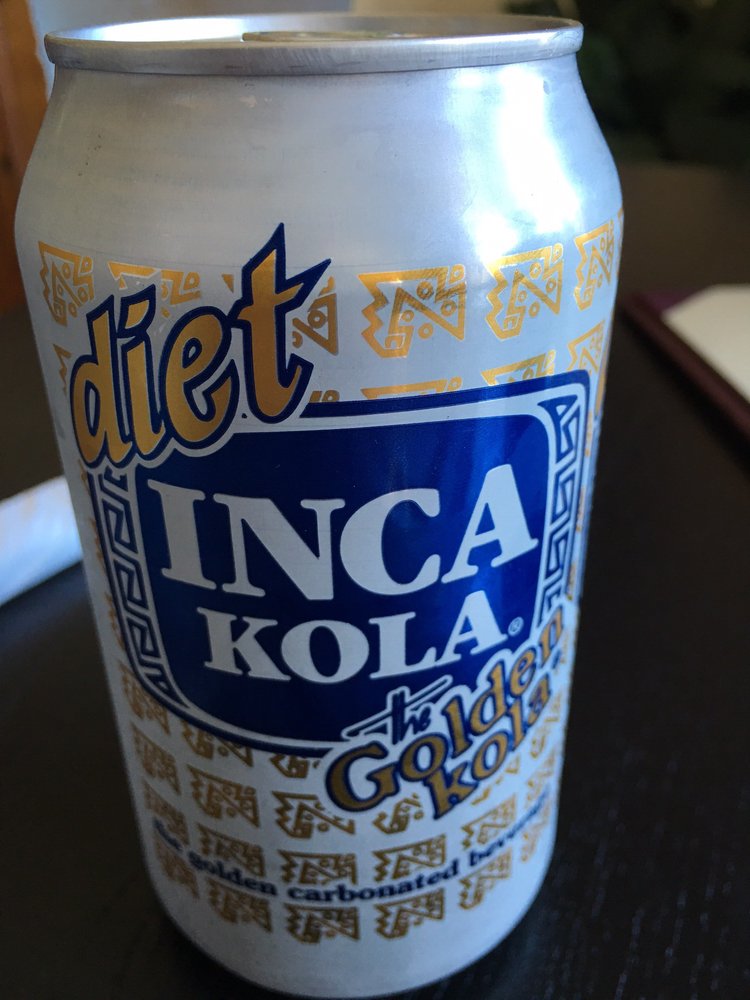 diet
INCA
KOLA®
the
Golden
kola
the golden carbonated beverage